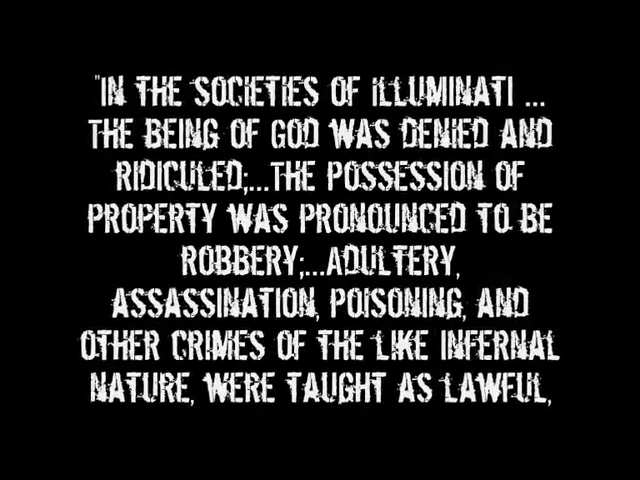 "IN THE SOCIETIES OF ILLUMINATI ...
THE BEING OF GOD WAS DENIED AND
RIDICULED;...THE POSSESSION OF
PROPERTY WAS PRONOUNCED TO BE
ROBBERY;...ADULTERY,
ASSASSINATION, POISONING, AND
OTHER CRIMES OF THE LIKE INFERNAL
NATURE, WERE TAUGHT AS LAWFUL,